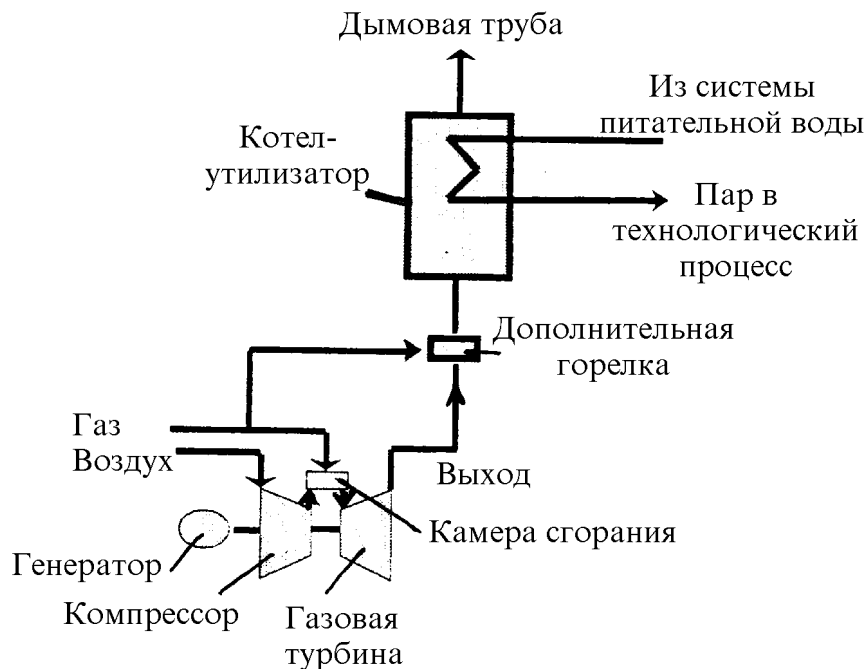 Дымовая труба
Из системы
питательной воды
Котел-
утилизатор
Пар в
технологический
процесс
Дополнительная
горелка
Газ
Воздух
Выход
Камера сгорания
Генератор
Компрессор
Газовая
турбина